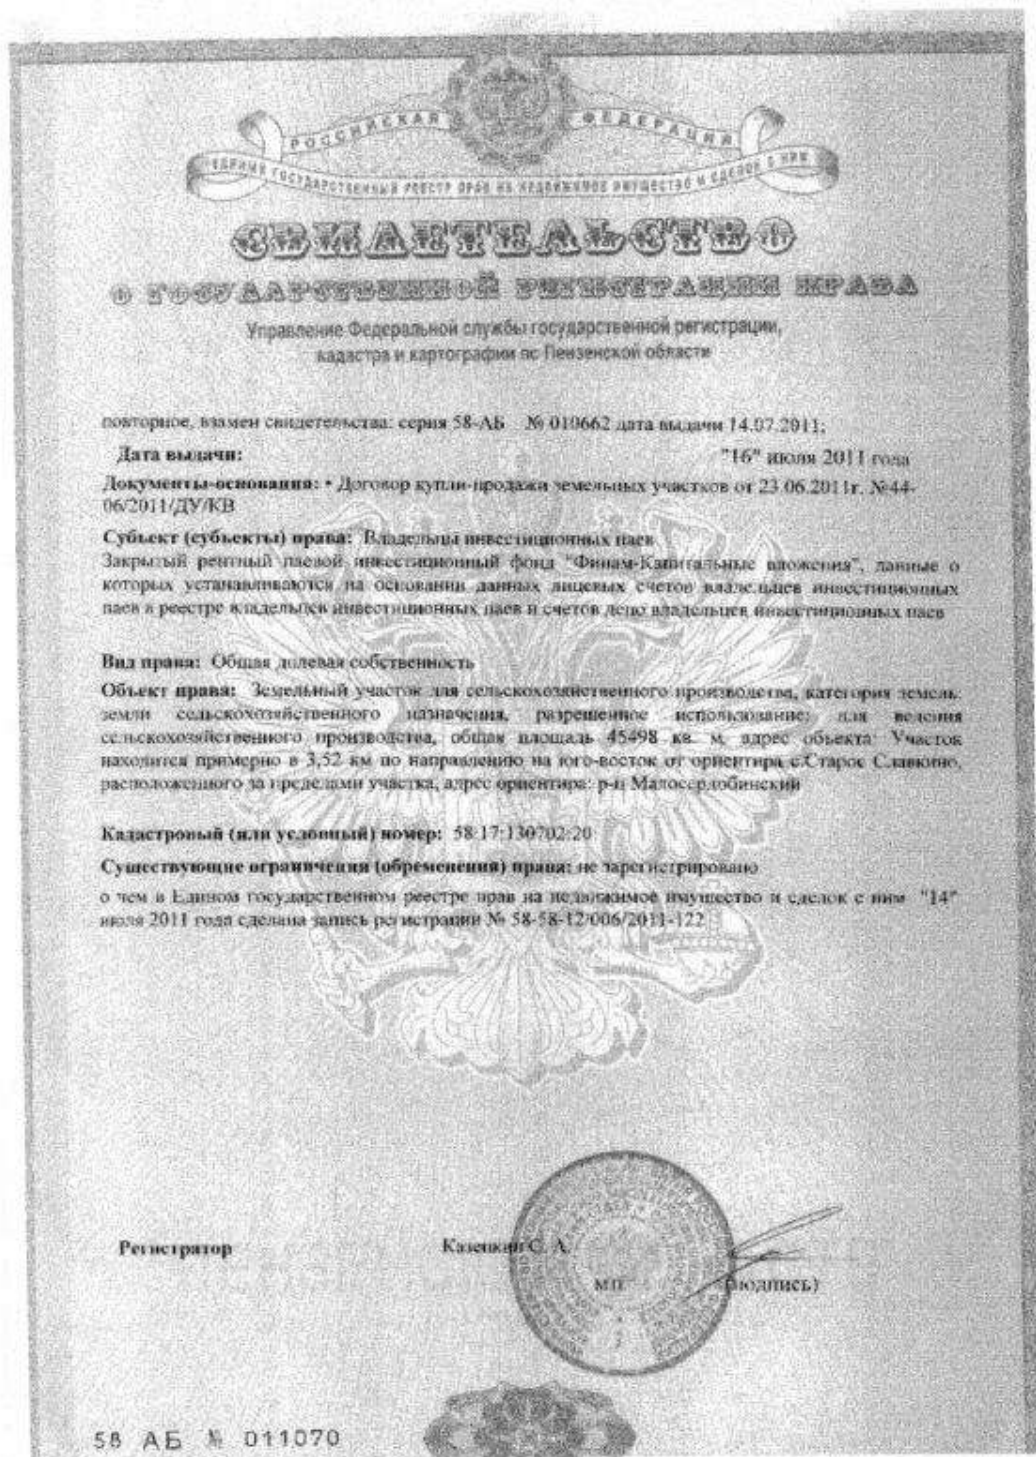 РОССИЙСКАЯ ФЕДЕРАЦИЯ
ЕДИНЫЙ ГОСУДАРСТВЕННЫЙ РЕЕСТР ПРАВ НА НЕДВИЖИМОЕ ИМУЩЕСТВО И СДЕЛОК С НИМ
СВИДЕТЕЛЬСТВО
О ГОСУДАРСТВЕННОЙ РЕГИСТРАЦИИ ПРАВА
Управление Федеральной службы государственной регистрации,
кадастра и картографии по Пензенской области
повторное, взамен свидетельства: серия 58-АБ № 010662 дата выдачи 14.07.2011;
Дата выдачи: "16" июля 2011 года
Документы-основания: • Договор купли-продажи земельных участков от 23.06.2011г. №44-
06/2011/ДУ/КВ
Субъект (субъекты) права: Владельцы инвестиционных паев
Закрытый рентный паевой инвестиционный фонд "Финам-Капитальные вложения", данные о
которых устанавливаются на основании данных лицевых счетов владельцев инвестиционных
паев в реестре владельцев инвестиционных паев и счетов депо владельцев инвестиционных паев
Вид права: Общая долевая собственность
Объект права: Земельный участок для сельскохозяйственного производства, категория земель:
земли сельскохозяйственного назначения, разрешенное использование: для ведения
сельскохозяйственного производства, общая площадь 45498 кв. м, адрес объекта: Участок
находится примерно в 3,52 км по направлению на юго-восток от ориентира с.Старое Славкино,
расположенного за пределами участка, адрес ориентира: р-н Малосердобинский
Кадастровый (или условный) номер: 58:17:130702:20
Существующие ограничения (обременения) права: не зарегистрировано
о чем в Едином государственном реестре прав на недвижимое имущество и сделок с ним "14"
июля 2011 года сделана запись регистрации № 58-58-12/006/2011-122
Регистратор Казенкин С. А.
м.п. (подпись)
58 АБ № 011070